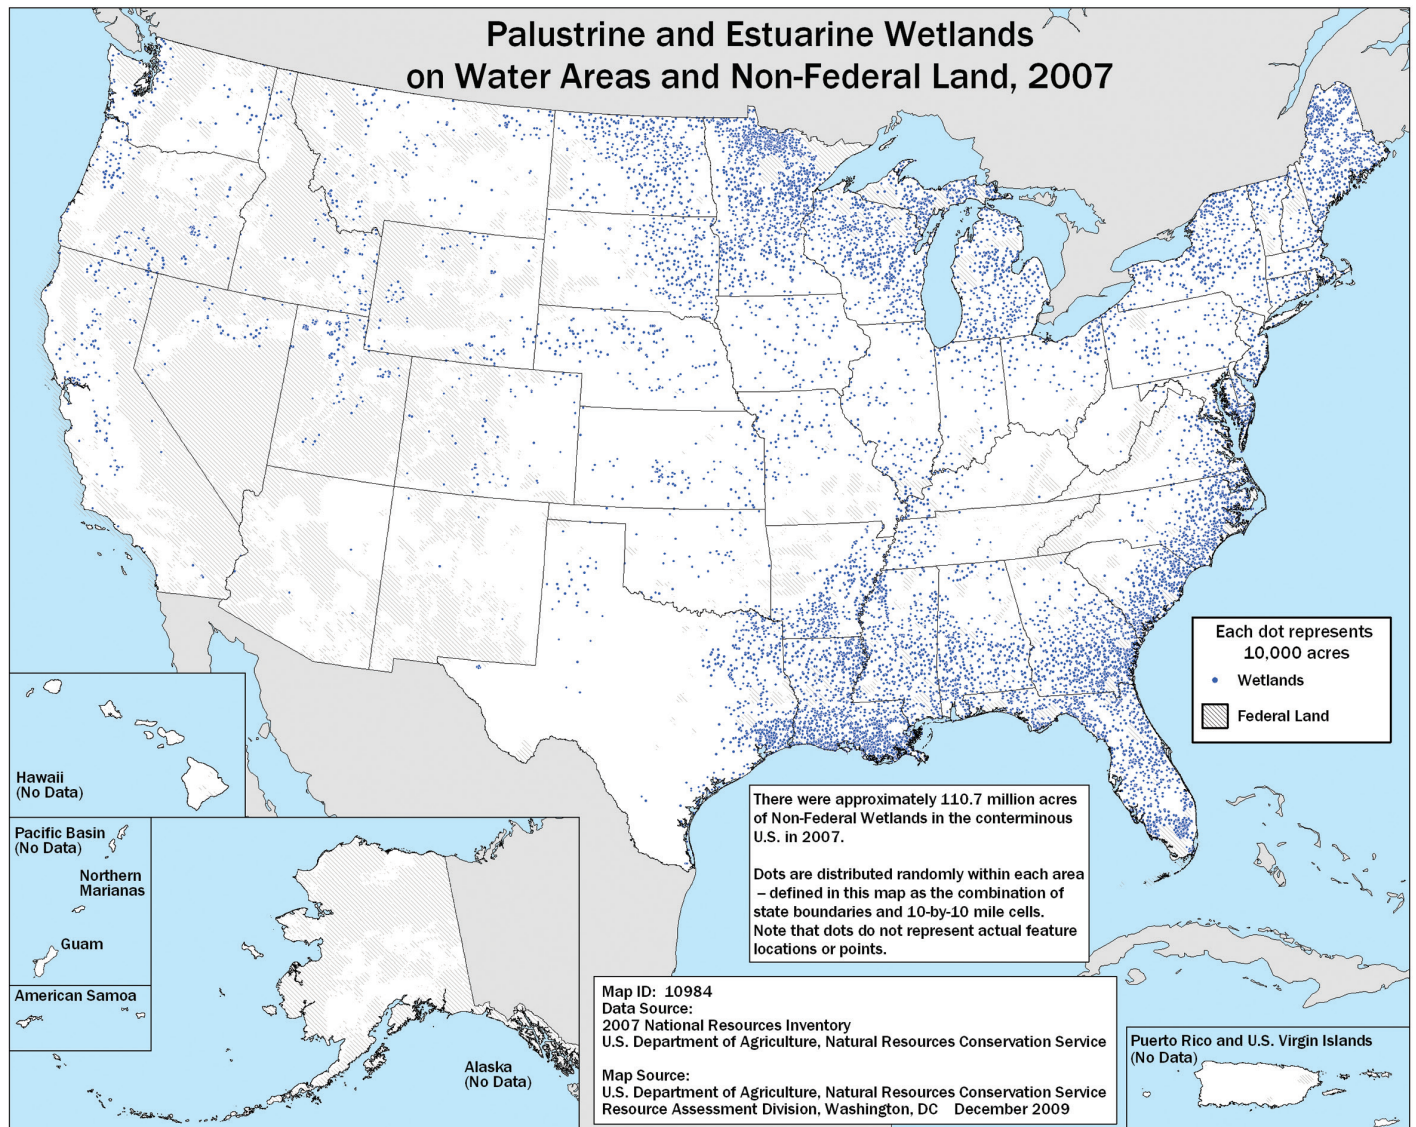 Palustrine and Estuarine Wetlands
on Water Areas and Non-Federal Land, 2007
Each dot represents
10,000 acres
Wetlands
Federal Land
Hawaii
(No Data)
Pacific Basin
(No Data)
Northern
Marianas
Guam
American Samoa
Alaska
(No Data)
There were approximately 110.7 million acres
of Non-Federal Wetlands in the conterminous
U.S. in 2007.
Dots are distributed randomly within each area
– defined in this map as the combination of
state boundaries and 10-by-10 mile cells.
Note that dots do not represent actual feature
locations or points.
Map ID: 10984
Data Source:
2007 National Resources Inventory
U.S. Department of Agriculture, Natural Resources Conservation Service
Map Source:
U.S. Department of Agriculture, Natural Resources Conservation Service
Resource Assessment Division, Washington, DC December 2009
Puerto Rico and U.S. Virgin Islands
(No Data)